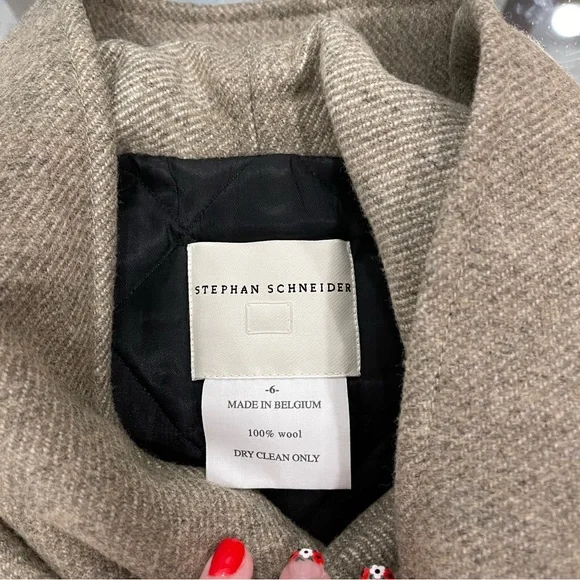 STEPHAN SCHNEIDER
-6-
MADE IN BELGIUM
100% wool
DRY CLEAN ONLY